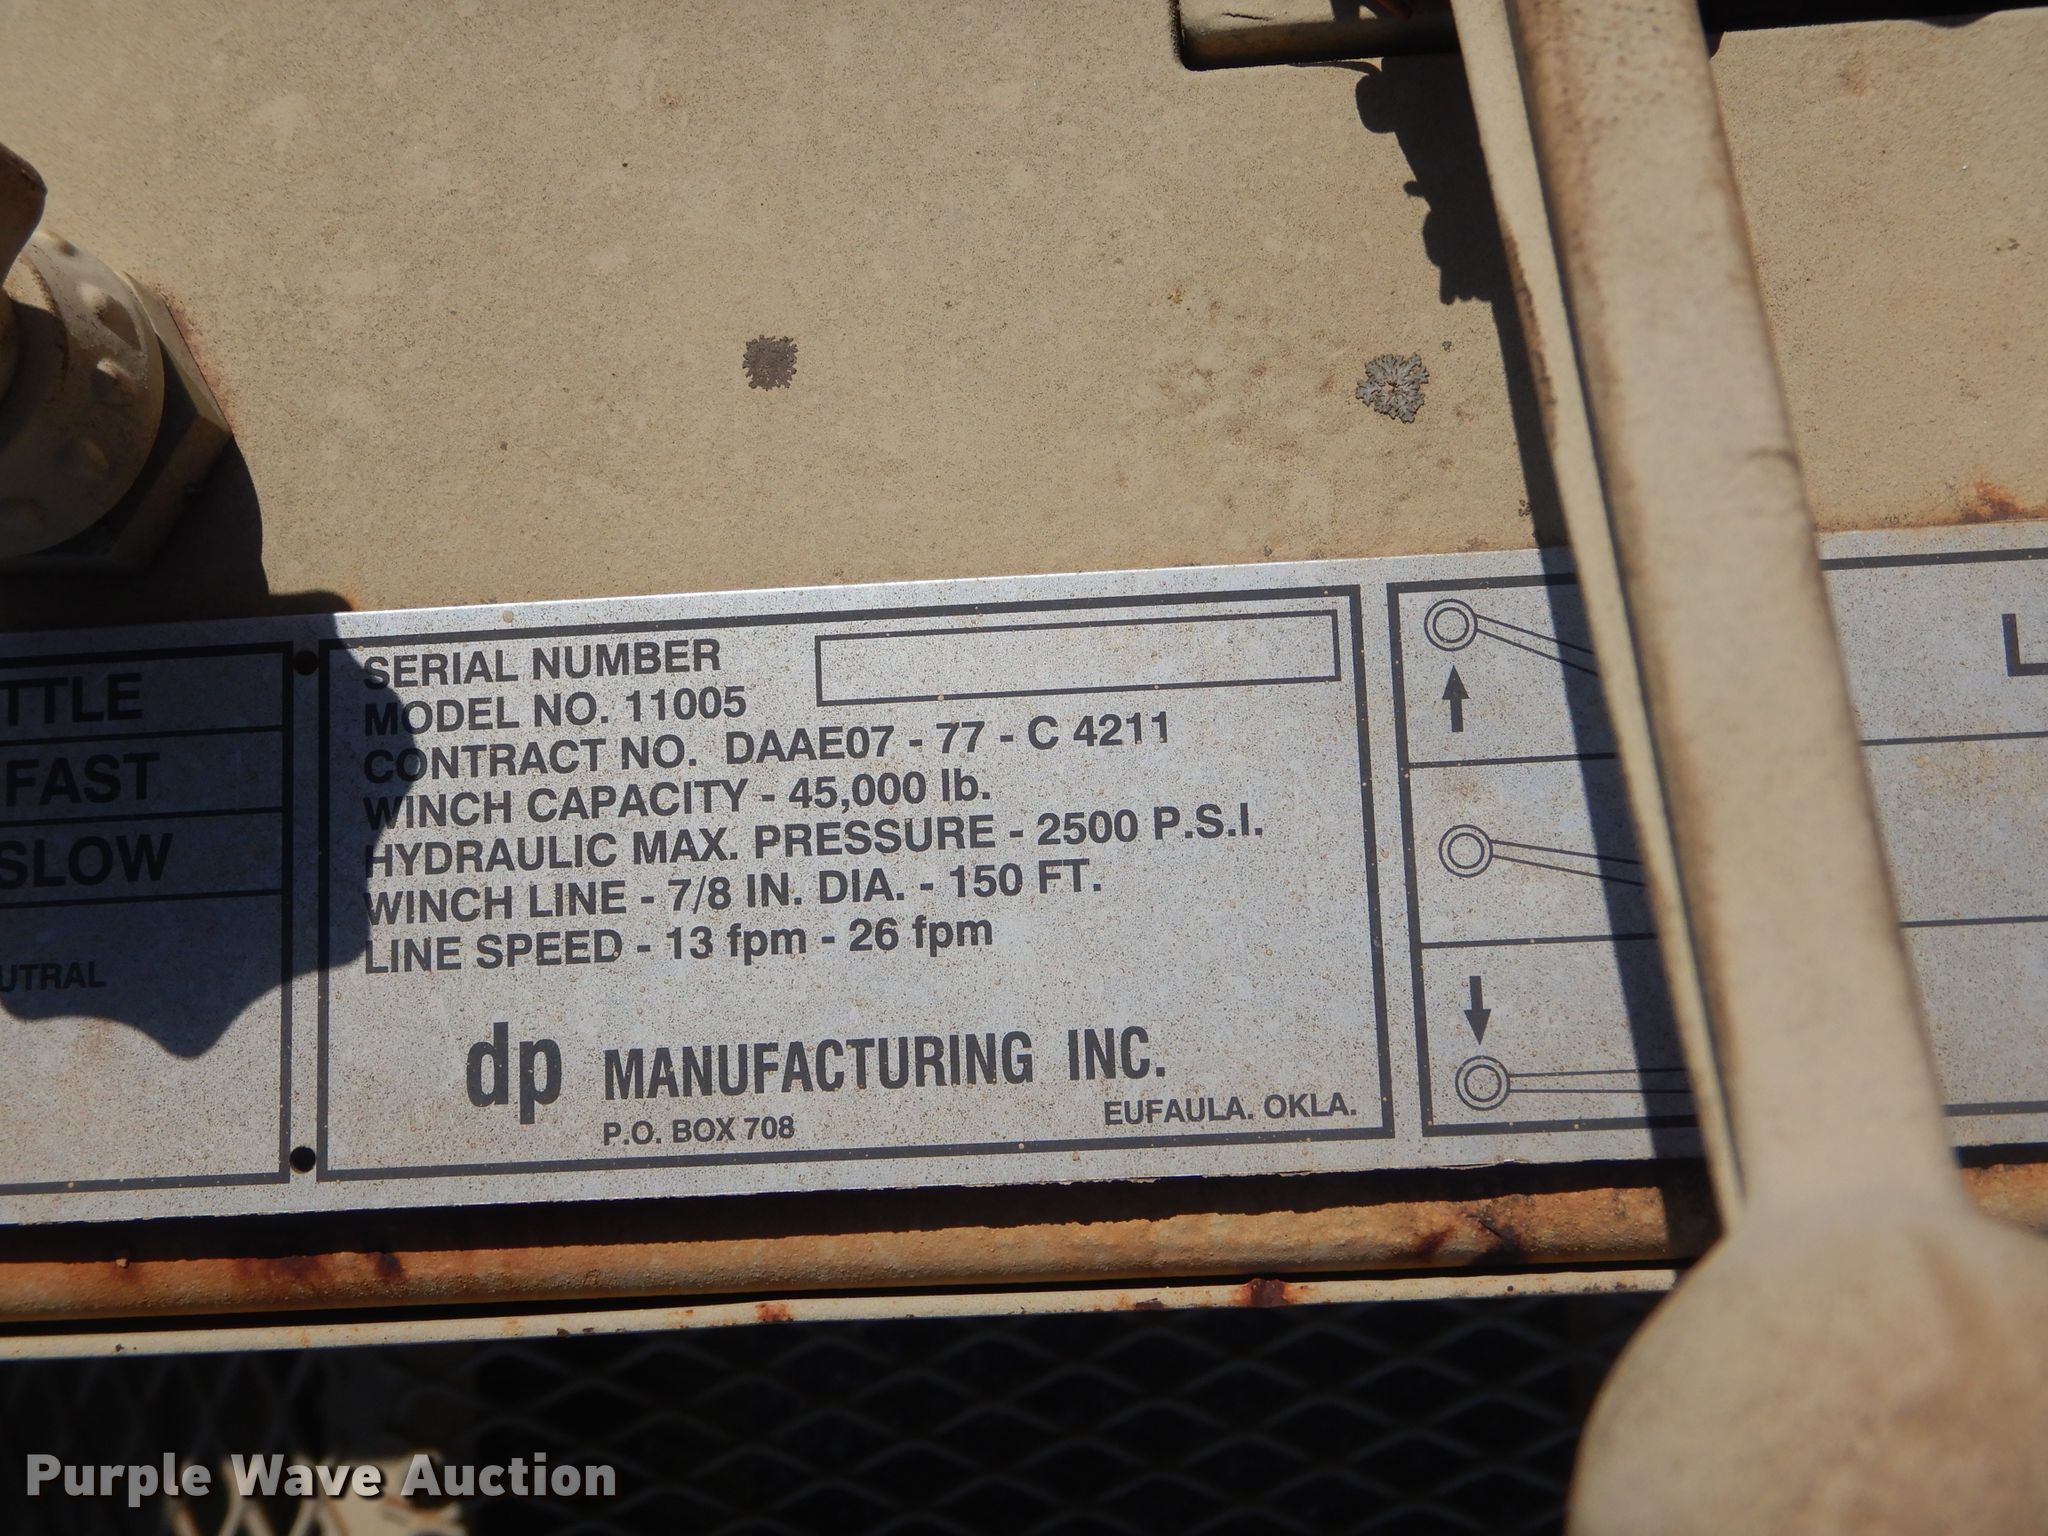 TTLE
FAST
SLOW
UTRAL
SERIAL NUMBER
MODEL NO. 11005
CONTRACT NO. DAAE07 - 77 - C 4211
WINCH CAPACITY - 45,000 lb.
HYDRAULIC MAX. PRESSURE - 2500 P.S.I.
WINCH LINE - 7/8 IN. DIA. - 150 FT.
LINE SPEED - 13 fpm - 26 fpm
dp MANUFACTURING INC.
P.O. BOX 708 EUFAULA. OKLA.
L
Purple Wave Auction